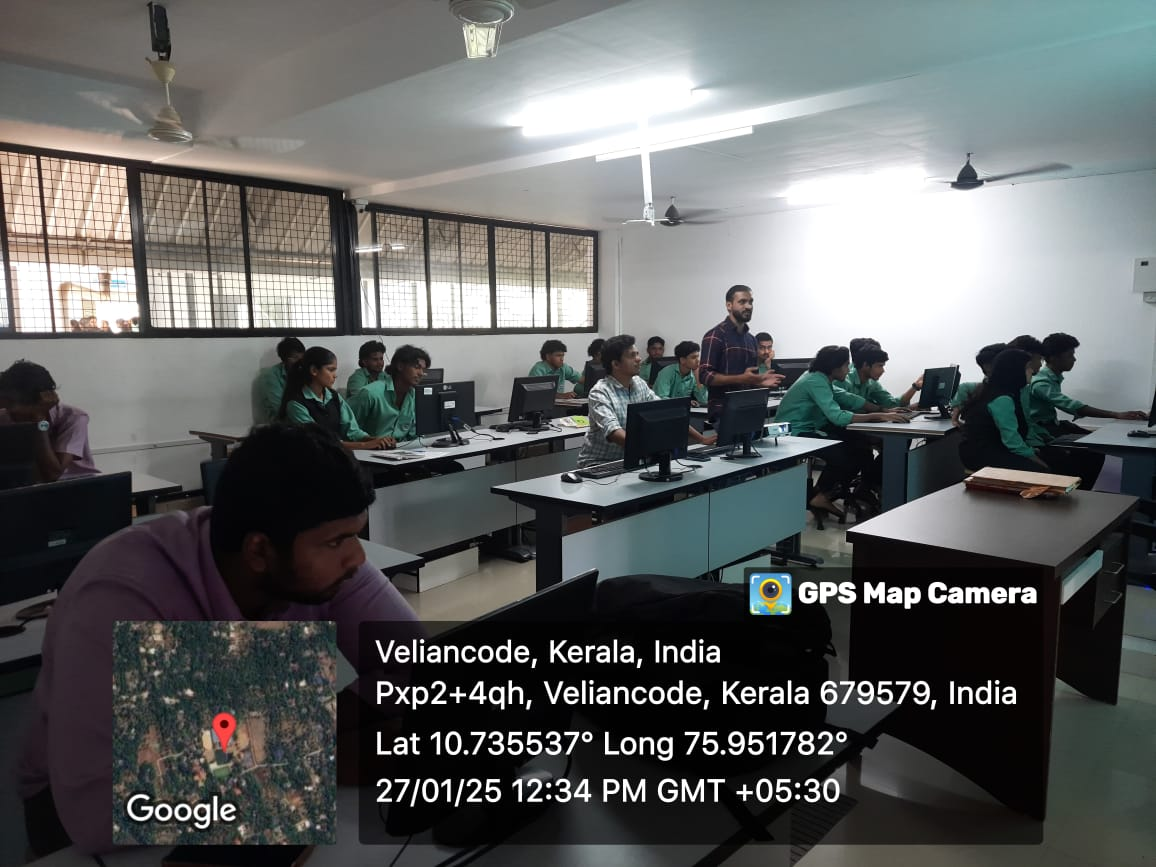 GPS Map Camera
Veliancode, Kerala, India
Pxp2+4qh, Veliancode, Kerala 679579, India
Lat 10.735537° Long 75.951782°
27/01/25 12:34 PM GMT +05:30
Google